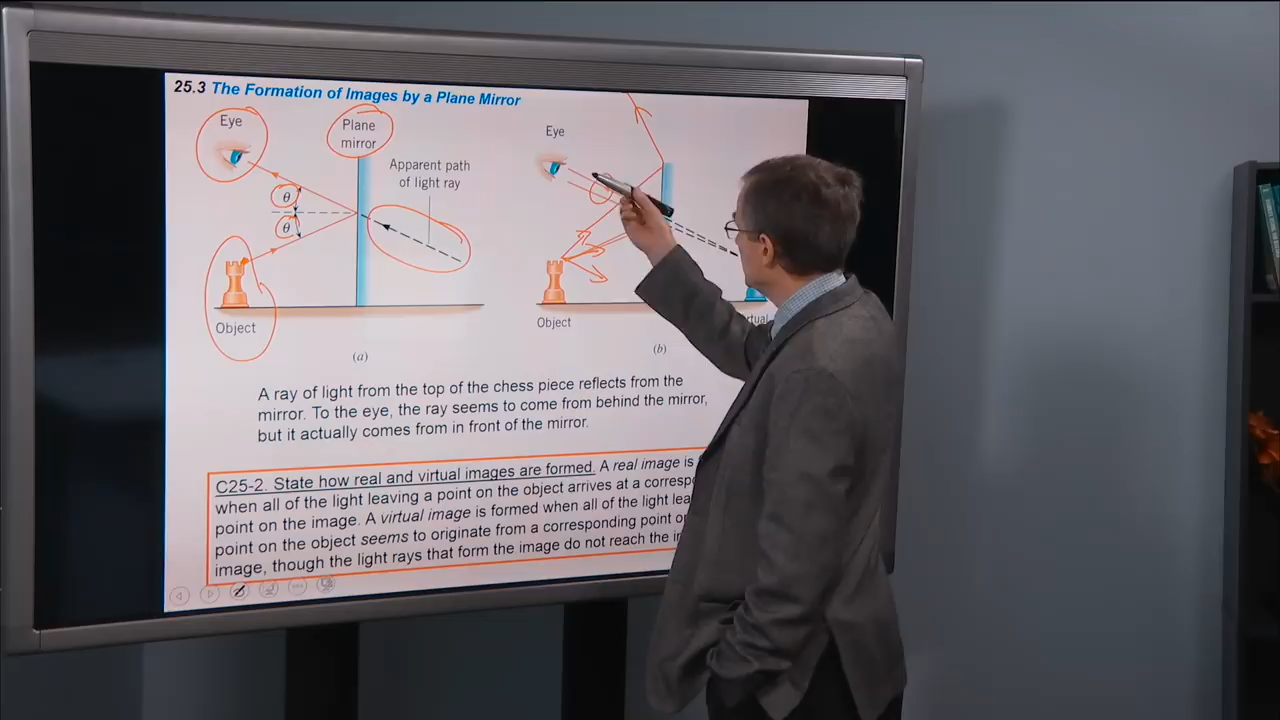 25.3 The Formation of Images by a Plane Mirror
Eye
Plane
mirror
Apparent path
of light ray
θ
θ
Object
(a)
Eye
Object
(b)
A ray of light from the top of the chess piece reflects from the
mirror. To the eye, the ray seems to come from behind the mirror,
but it actually comes from in front of the mirror.
C25-2. State how real and virtual images are formed. A real image is
when all of the light leaving a point on the object arrives at a
point on the image. A virtual image is formed when all of the light
point on the object seems to originate from a corresponding point
image, though the light rays that form the image do not reach the